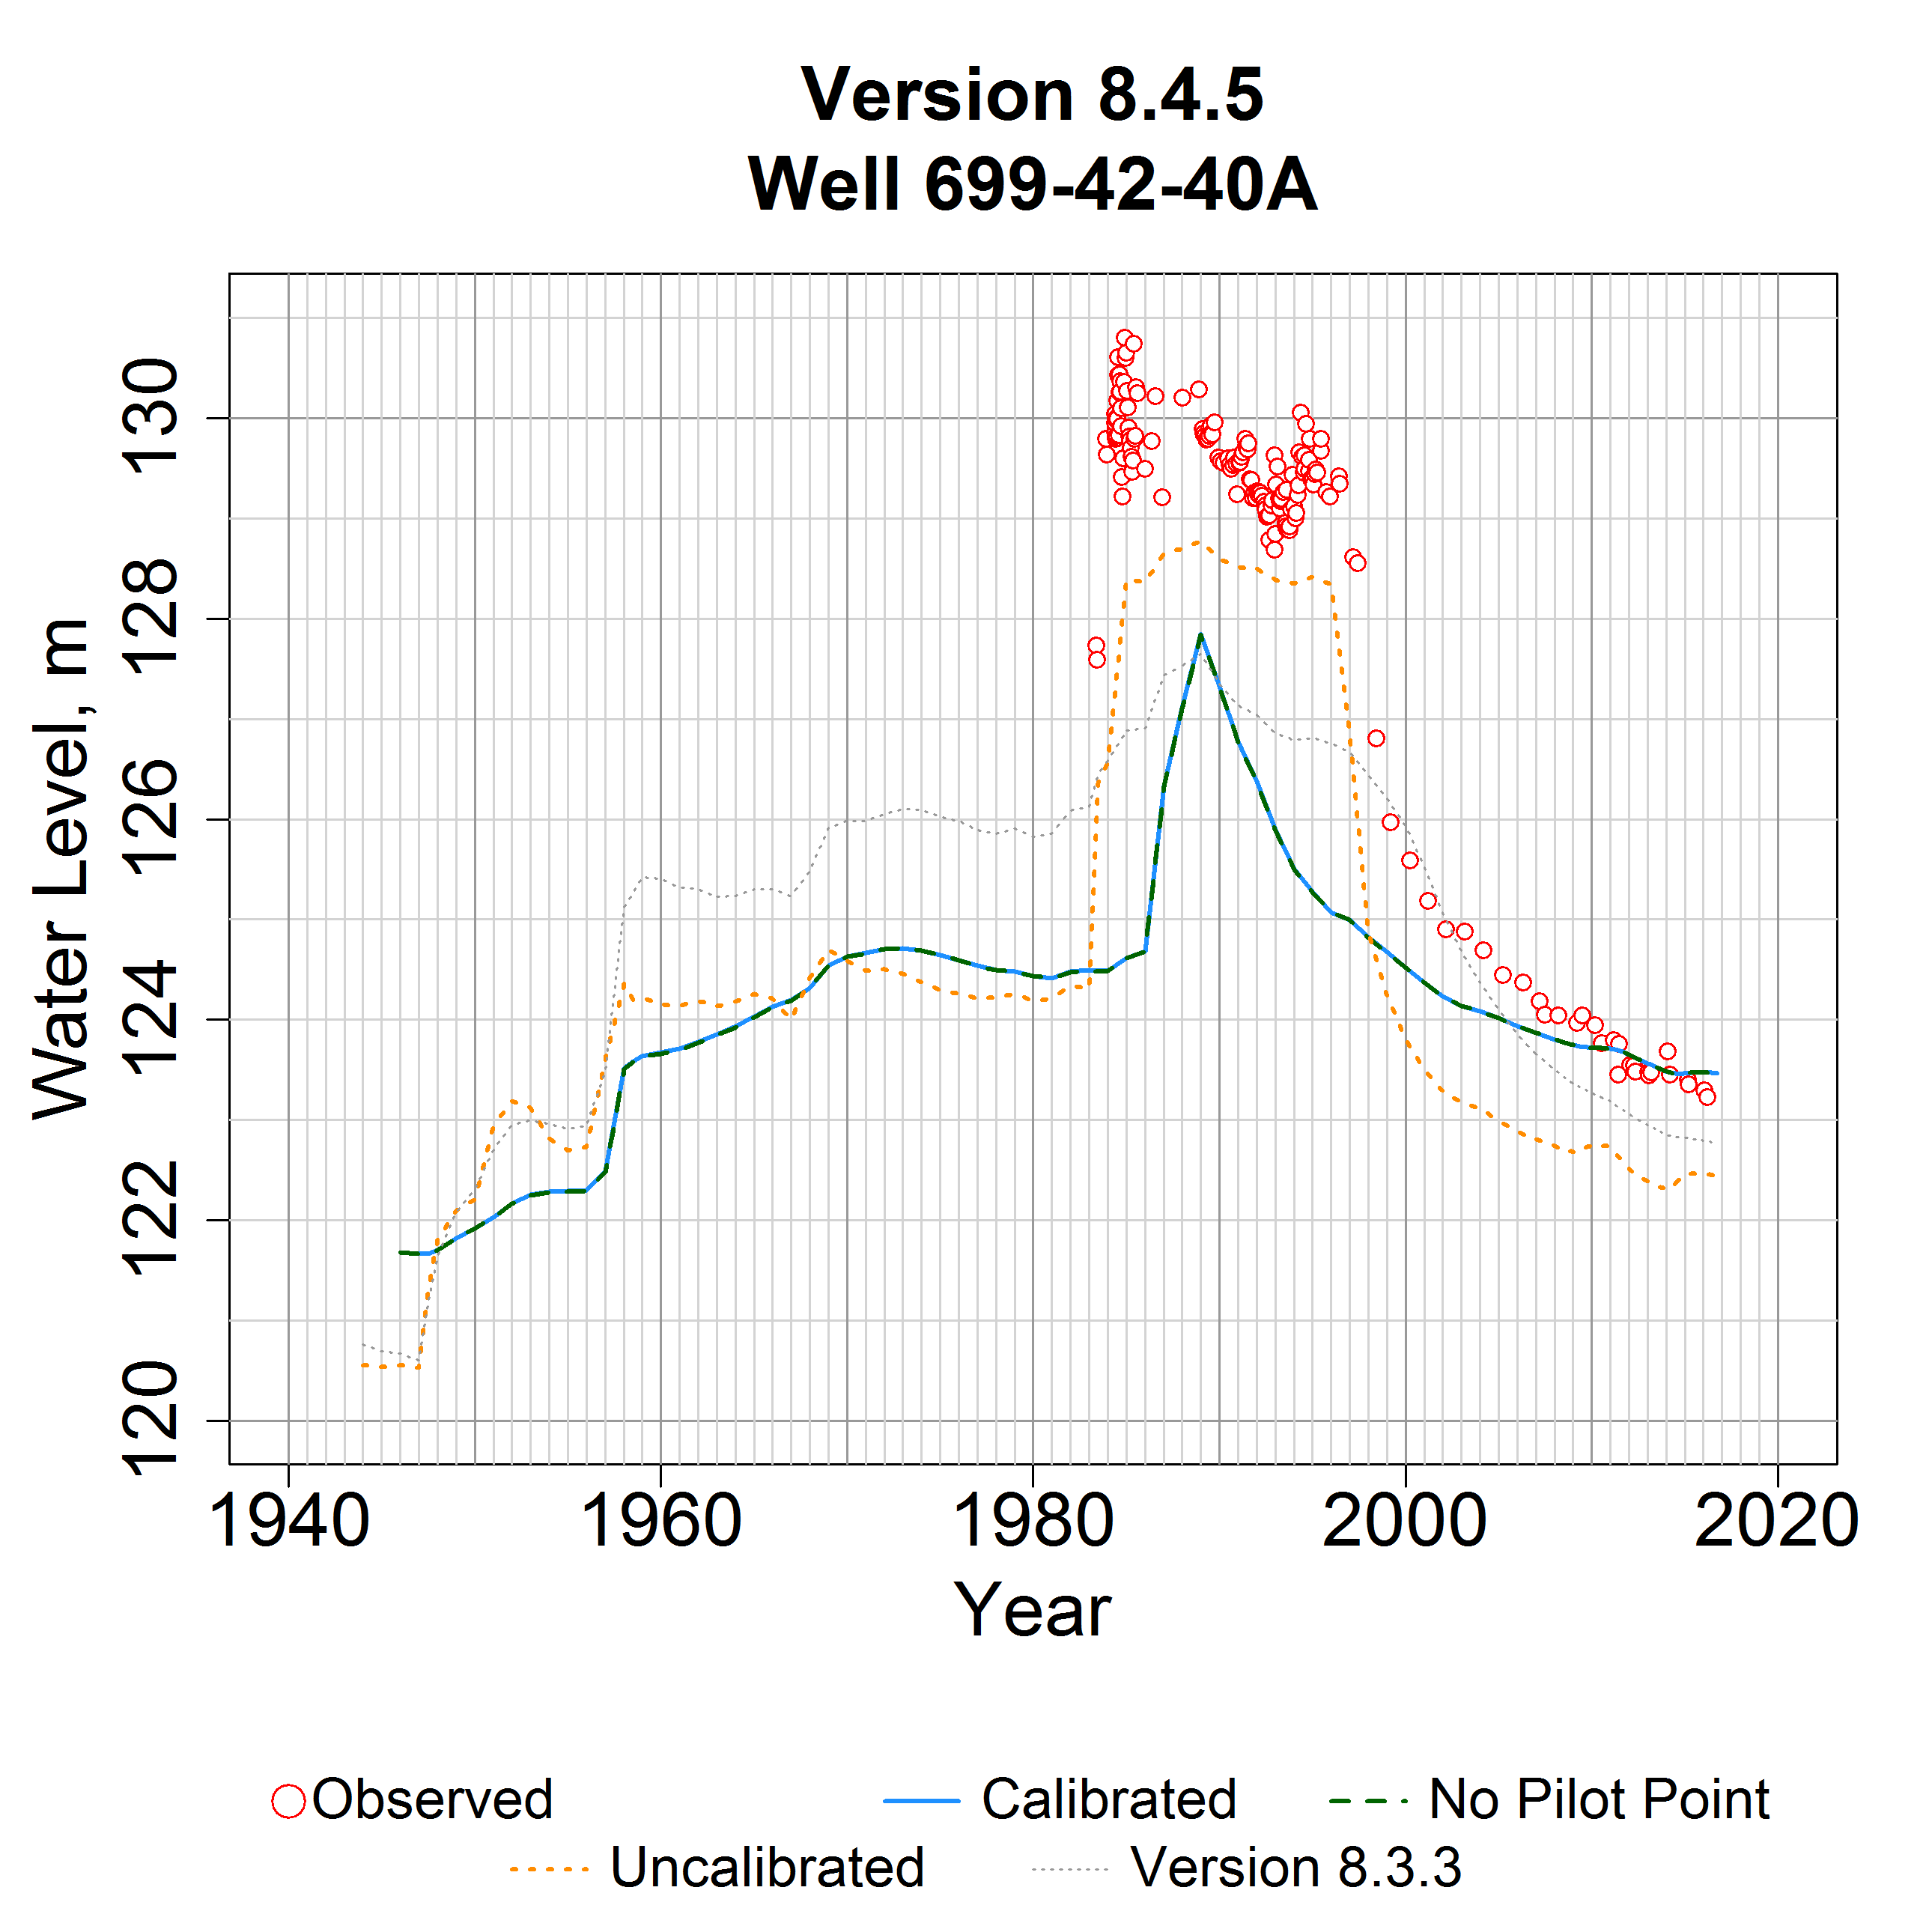 Version 8.4.5
Well 699-42-40A
Water Level, m
130
128
126
124
122
120
1940 1960 1980 2000 2020
Year
Observed Calibrated No Pilot Point
Uncalibrated Version 8.3.3